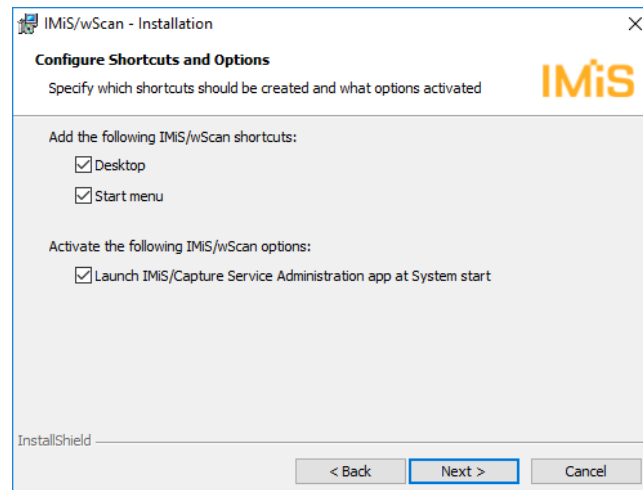 IMiS/wScan - Installation
Configure Shortcuts and Options
Specify which shortcuts should be created and what options activated
IMiS
Add the following IMiS/wScan shortcuts:
Desktop
Start menu
Activate the following IMiS/wScan options:
Launch IMiS/Capture Service Administration app at System start
InstallShield
< Back
Next >
Cancel